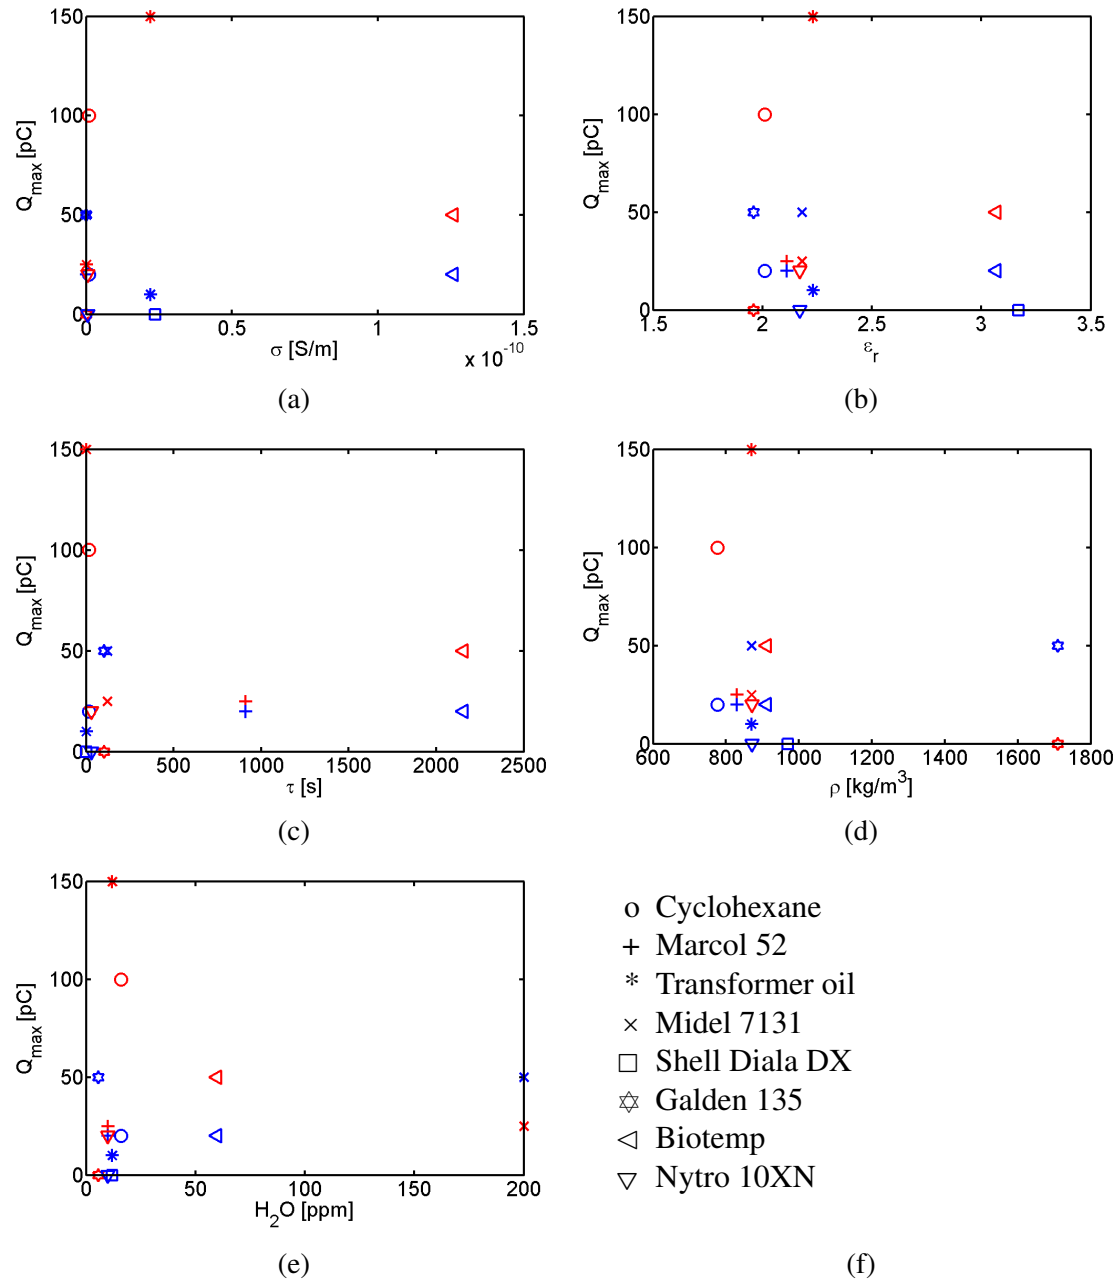 150
100
50
0
Q_max [pC]
0 0.5 1 1.5
σ [S/m]
x 10^-10
(a)
150
100
50
0
Q_max [pC]
1.5 2 2.5 3 3.5
ε_r
(b)
150
100
50
0
Q_max [pC]
0 500 1000 1500 2000 2500
τ [s]
(c)
150
100
50
0
Q_max [pC]
600 800 1000 1200 1400 1600 1800
ρ [kg/m^3]
(d)
150
100
50
0
Q_max [pC]
0 50 100 150 200
H_2O [ppm]
(e)
Cyclohexane
Marcol 52
Transformer oil
Midel 7131
Shell Diala DX
Galden 135
Biotemp
Nytro 10XN
(f)